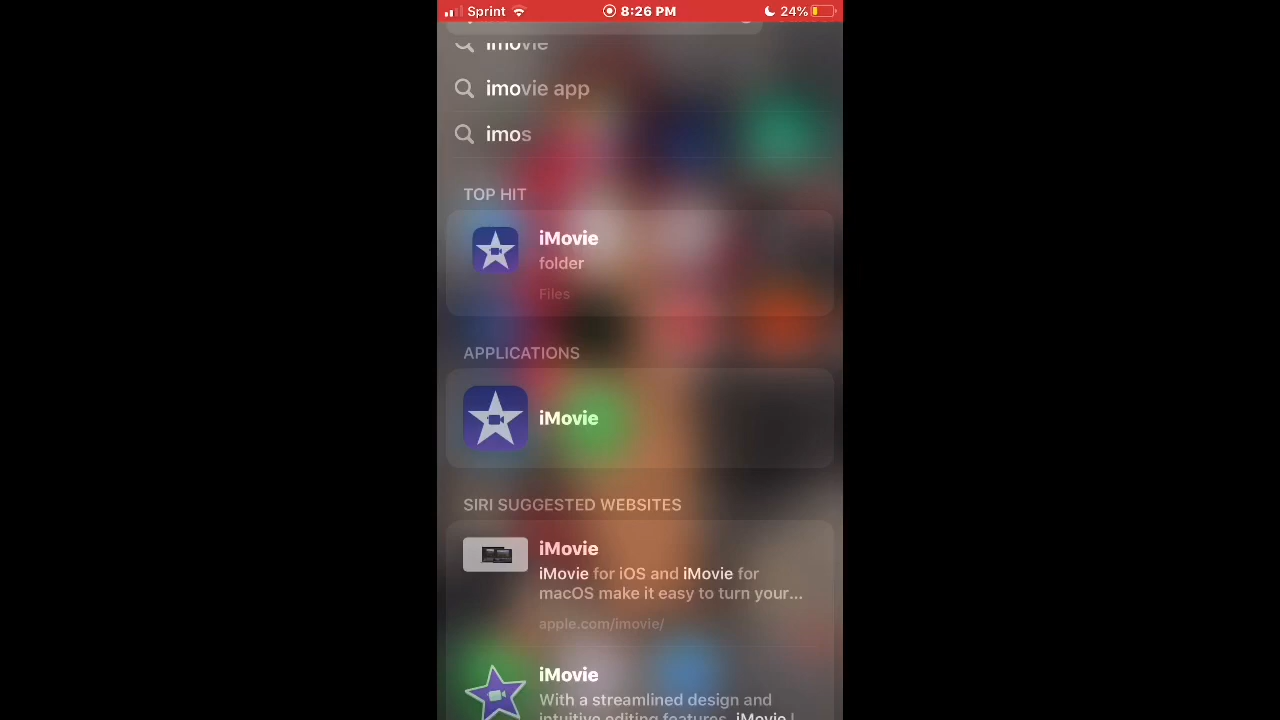 Sprint 8:26 PM 24%
imovie
imovie app
imos
TOP HIT
iMovie
folder
Files
APPLICATIONS
iMovie
SIRI SUGGESTED WEBSITES
iMovie
iMovie for iOS and iMovie for
macOS make it easy to turn your...
apple.com/imovie/
iMovie
With a streamlined design and
intuitive editing features, iMovie l